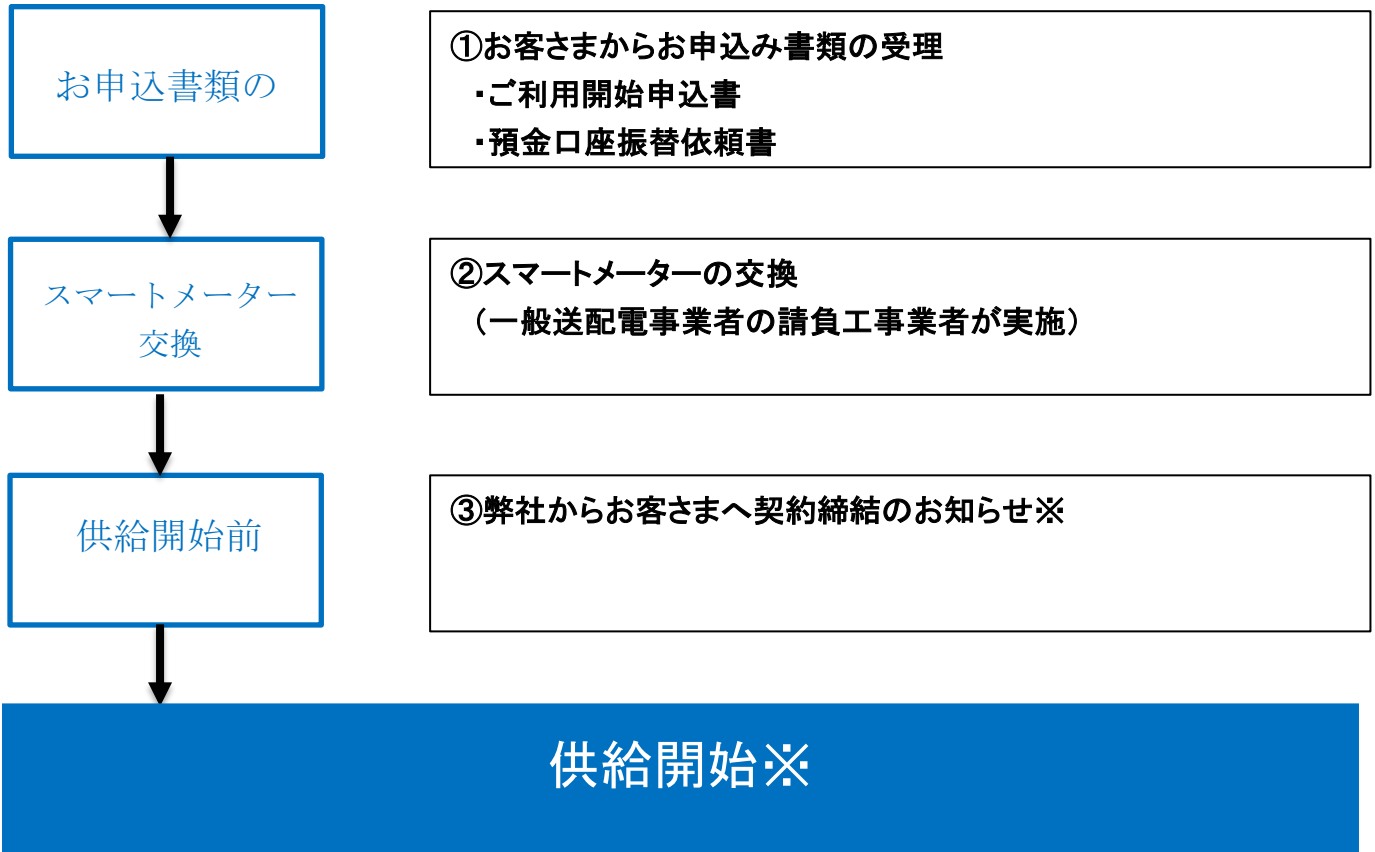 お申込書類の
①お客さまからお申込み書類の受理
・ご利用開始申込書
・預金口座振替依頼書
スマートメーター
交換
②スマートメーターの交換
（一般送配電事業者の請負工事業者が実施）
供給開始前
③弊社からお客さまへ契約締結のお知らせ※
供給開始※